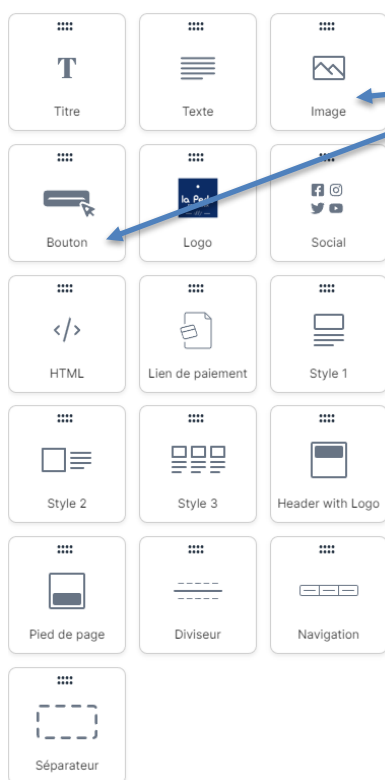 T
Titre
Texte
Image
Bouton
Logo
Social
</>
HTML
Lien de paiement
Style 1
Style 2
Style 3
Header with Logo
Pied de page
Diviseur
Navigation
Séparateur